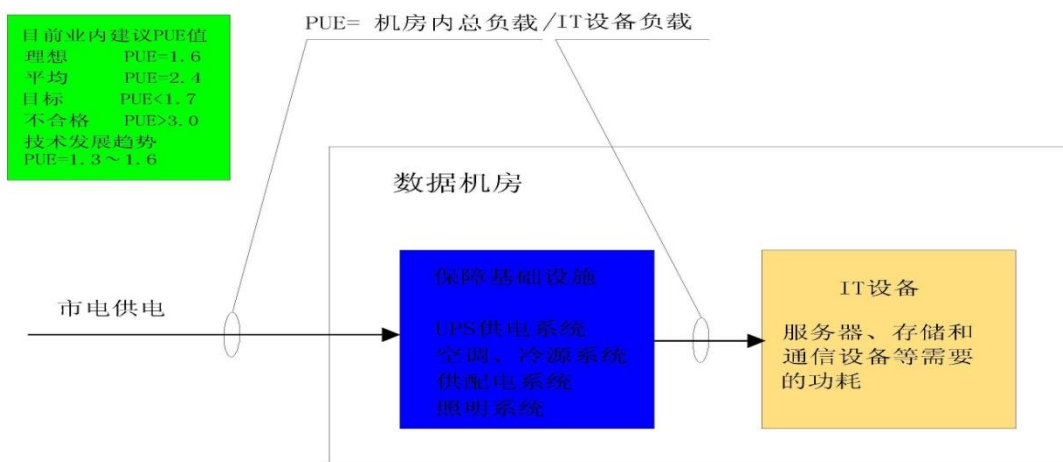 PUE= 机房内总负载/IT设备负载
目前业内建议PUE值
理想 PUE=1.6
平均 PUE=2.4
目标 PUE<1.7
不合格 PUE>3.0
技术发展趋势
PUE=1.3～1.6
数据机房
市电供电
保障基础设施
UPS供电系统
空调、冷源系统
供配电系统
照明系统
IT设备
服务器、存储和
通信设备等需要
的功耗